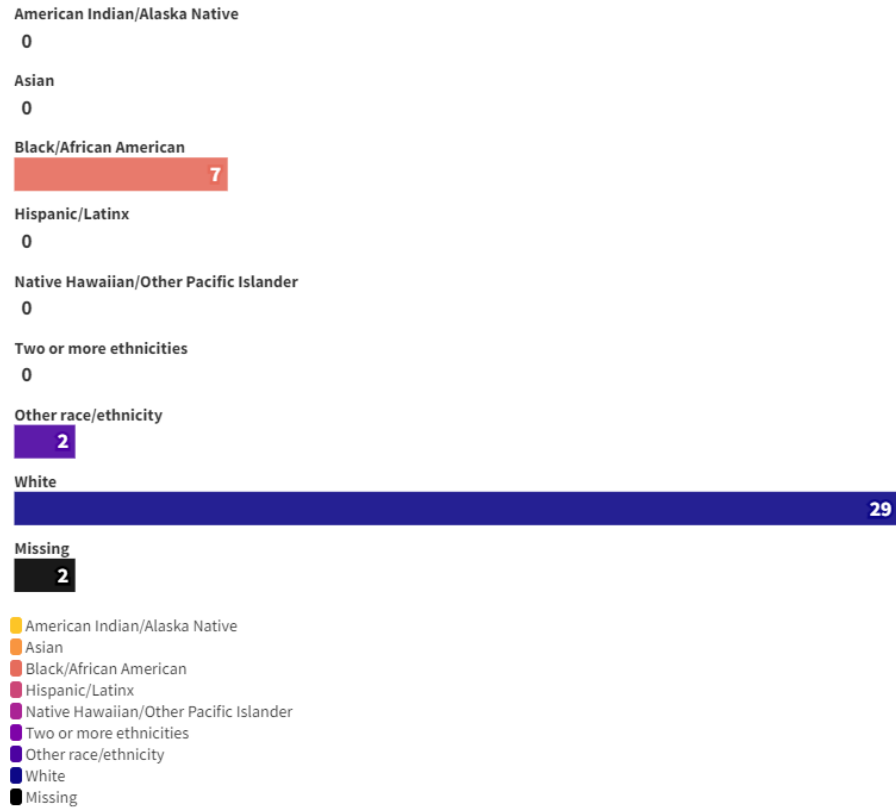 American Indian/Alaska Native
0
Asian
0
Black/African American
7
Hispanic/Latinx
0
Native Hawaiian/Other Pacific Islander
0
Two or more ethnicities
0
Other race/ethnicity
2
White
29
Missing
2
American Indian/Alaska Native
Asian
Black/African American
Hispanic/Latinx
Native Hawaiian/Other Pacific Islander
Two or more ethnicities
Other race/ethnicity
White
Missing